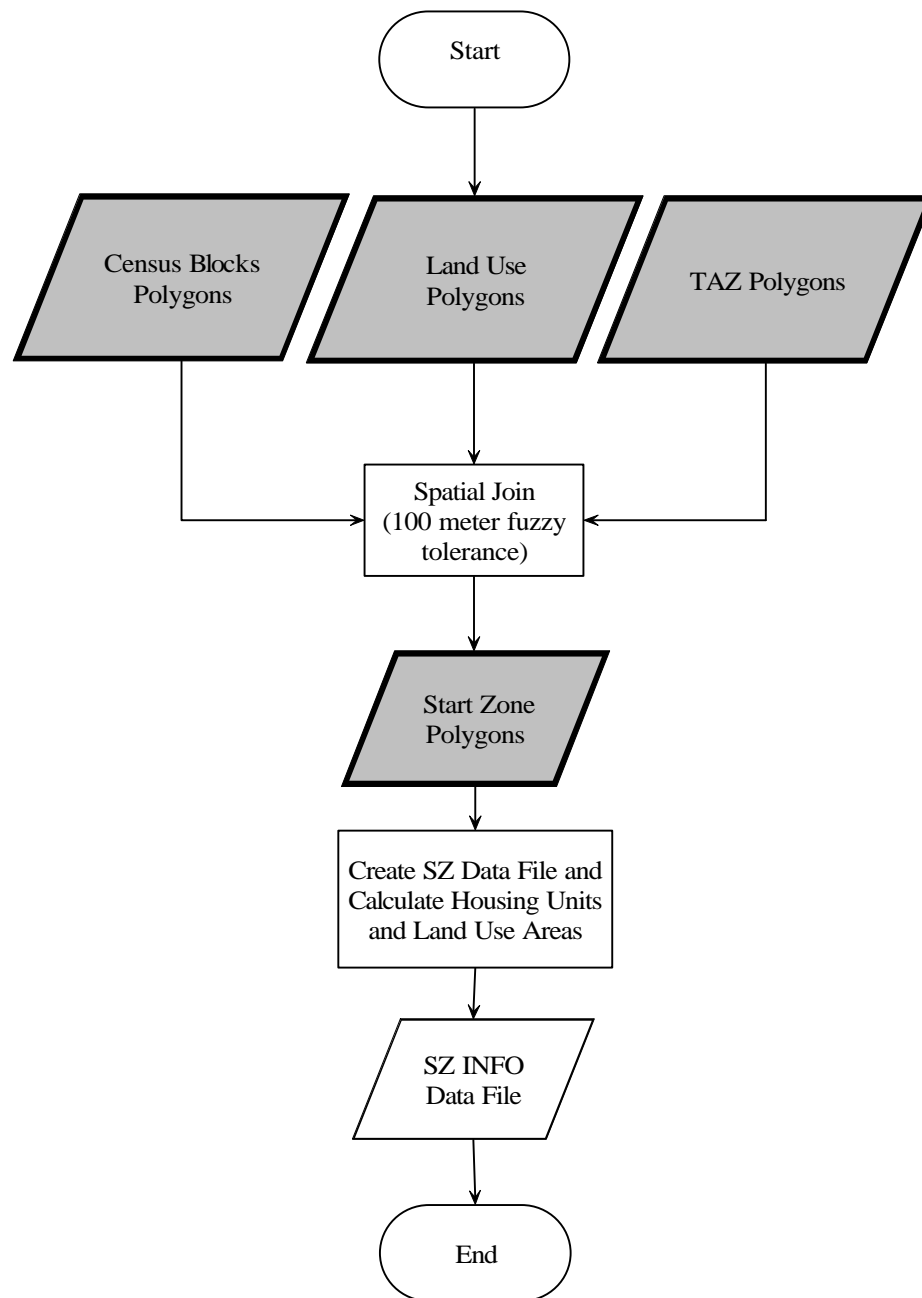 Start
Census Blocks
Polygons
Land Use
Polygons
TAZ Polygons
Spatial Join
(100 meter fuzzy
tolerance)
Start Zone
Polygons
Create SZ Data File and
Calculate Housing Units
and Land Use Areas
SZ INFO
Data File
End